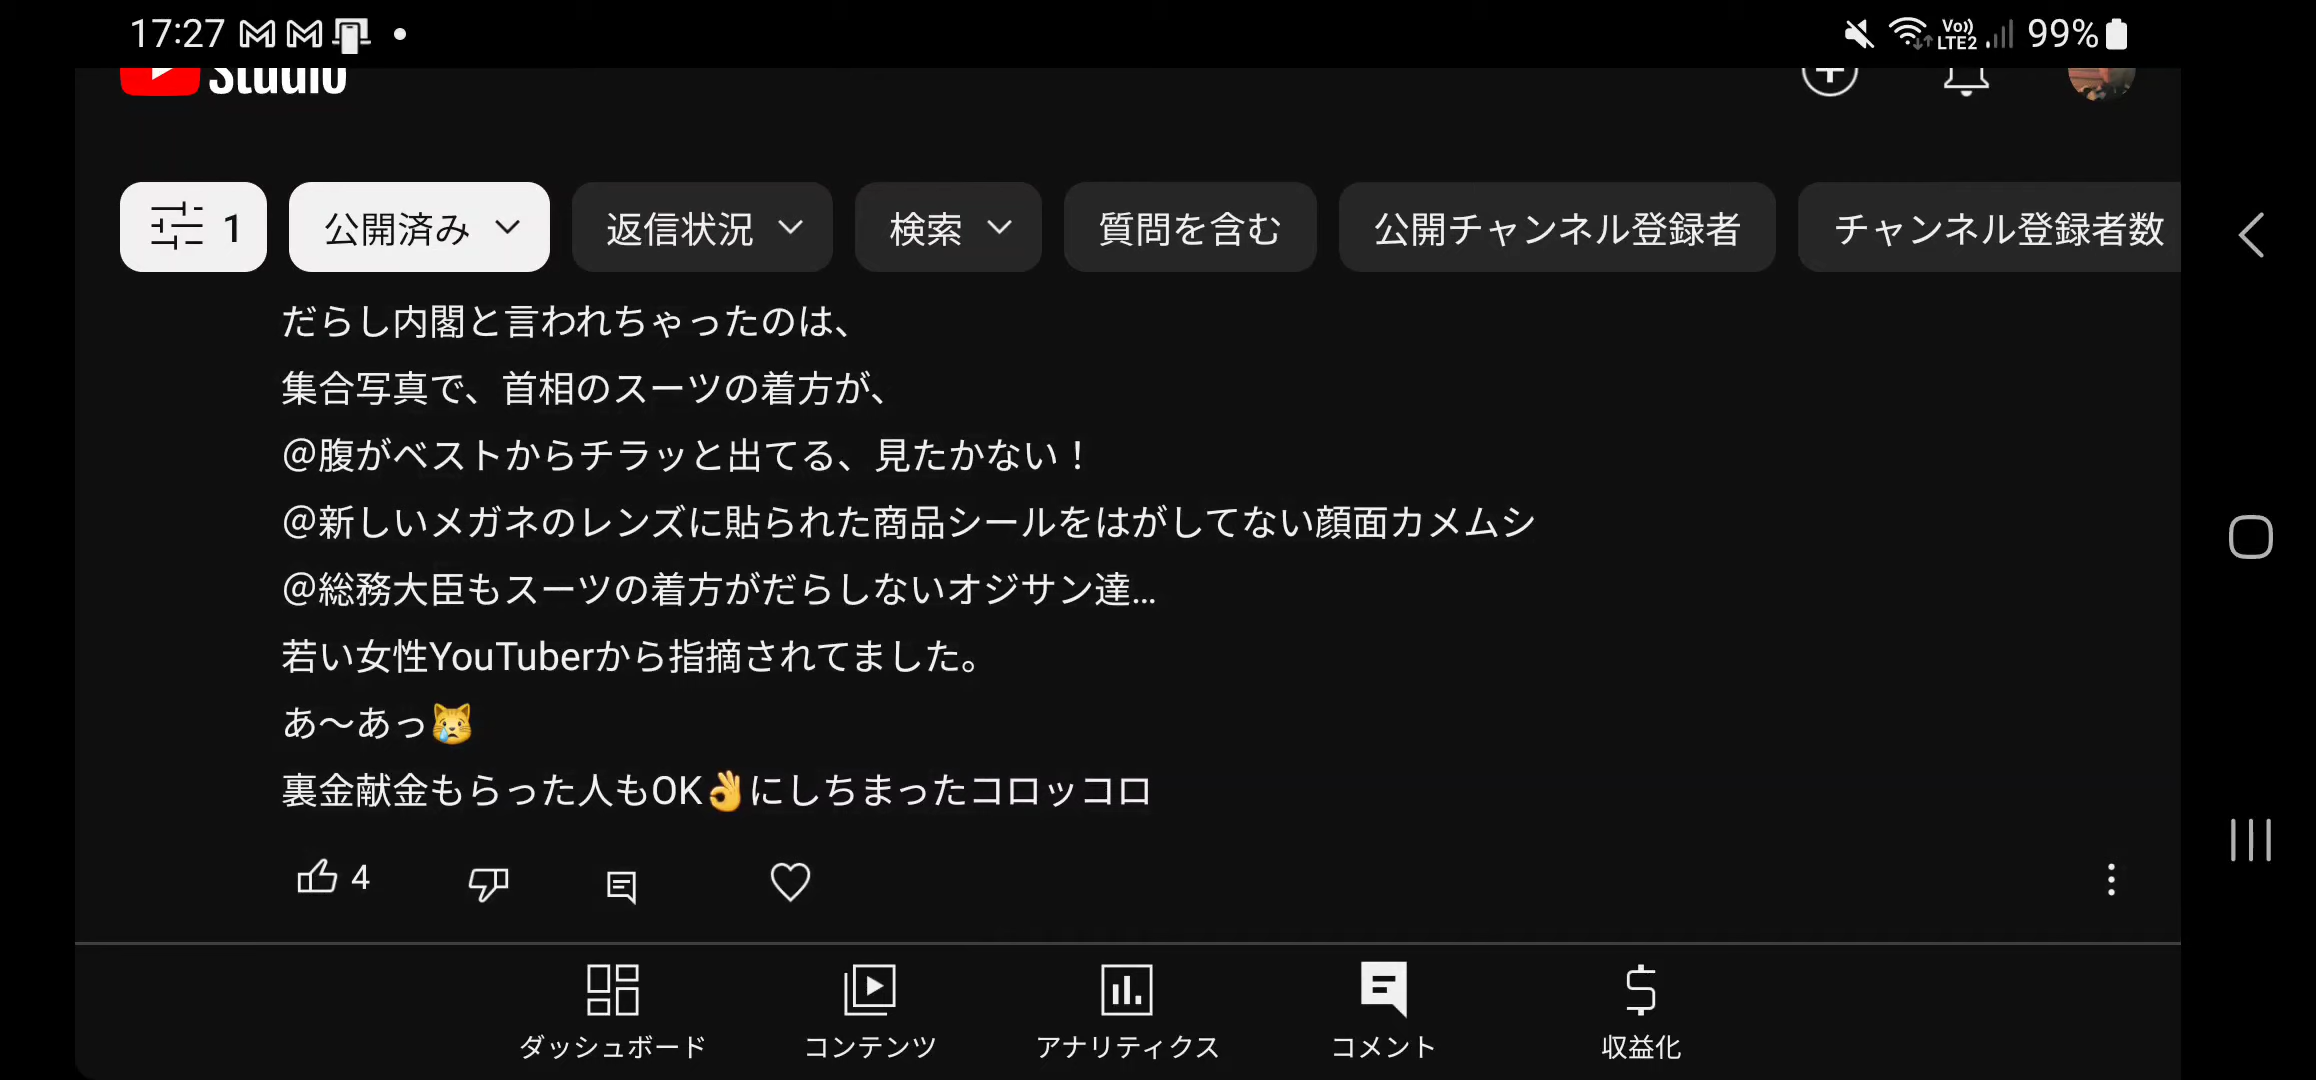 17:27
Vo)) LTE2 99%
Studio
1 公開済み 返信状況 検索 質問を含む 公開チャンネル登録者 チャンネル登録者数
だらし内閣と言われちゃったのは、
集合写真で、首相のスーツの着方が、
@腹がベストからチラッと出てる、見たかない！
@新しいメガネのレンズに貼られた商品シールをはがしてない顔面カメムシ
@総務大臣もスーツの着方がだらしないオジサン達...
若い女性YouTuberから指摘されてました。
あ〜あっ😿
裏金献金もらった人もOK👌にしちまったコロッコロ
4
ダッシュボード コンテンツ アナリティクス コメント 収益化